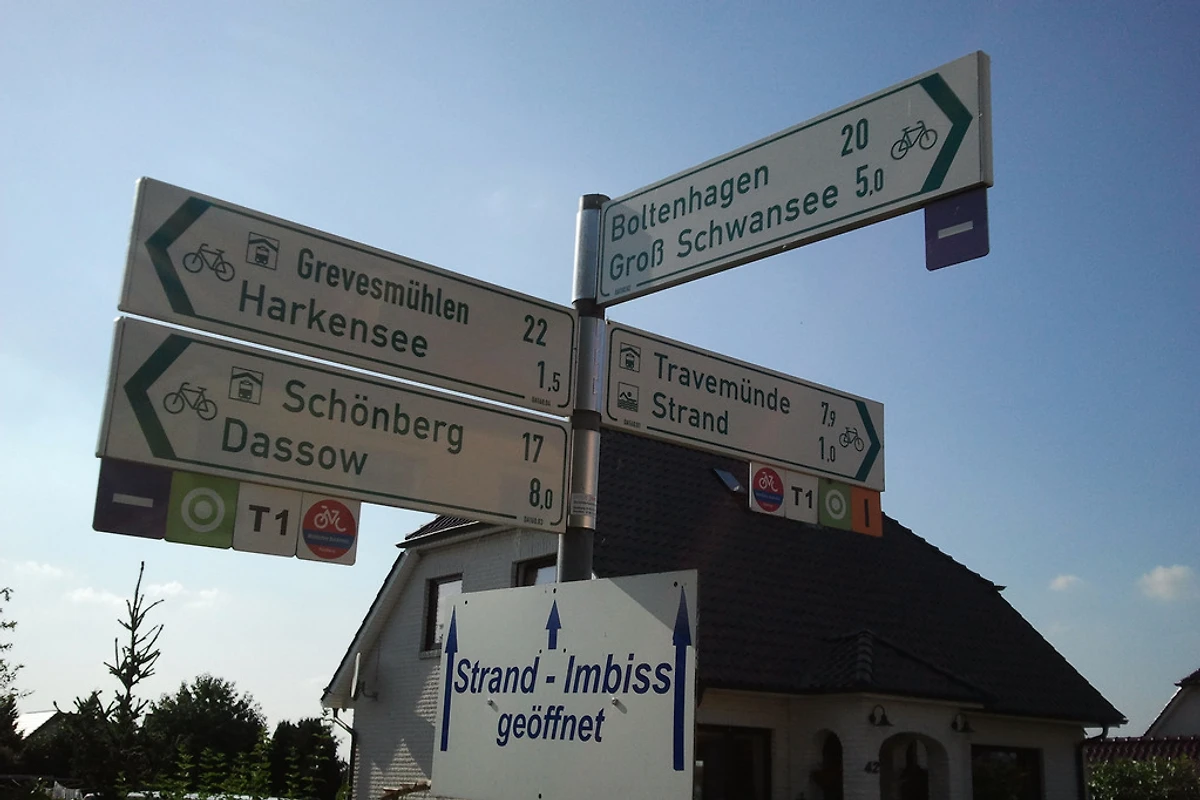 Boltenhagen 20
Groß Schwansee 5,0
Grevesmühlen 22
Harkensee 1,5
Schönberg 17
Dassow 8,0
T1
Travemünde 7,9
Strand 1,0
T1
I
Strand - Imbiss
geöffnet
42